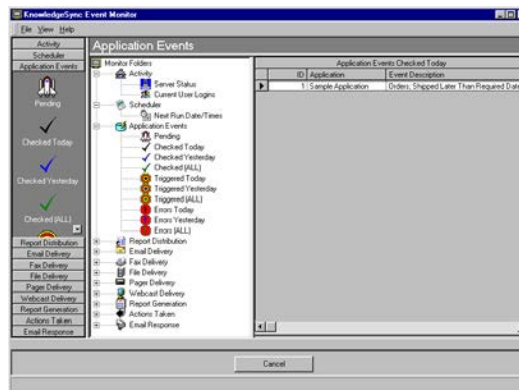 KnowledgeSync Event Monitor
File View Help
Activity
Scheduler
Application Events
Pending
Checked Today
Checked Yesterday
Checked (ALL)
Report Distribution
Email Delivery
Fax Delivery
File Delivery
Pager Delivery
Webcast Delivery
Report Generation
Actions Taken
Email Response
Application Events
Monitor Folders
Activity
Server Status
Current User Logins
Scheduler
Next Run Date/Times
Application Events
Pending
Checked Today
Checked Yesterday
Checked (ALL)
Triggered Today
Triggered Yesterday
Triggered (ALL)
Errors Today
Errors Yesterday
Errors (ALL)
Report Distribution
Email Delivery
Fax Delivery
File Delivery
Pager Delivery
Webcast Delivery
Report Generation
Actions Taken
Email Response
Application Events Checked Today
ID Application Event Description
1 Sample Application Orders, Shipped Later Than Required Date
Cancel